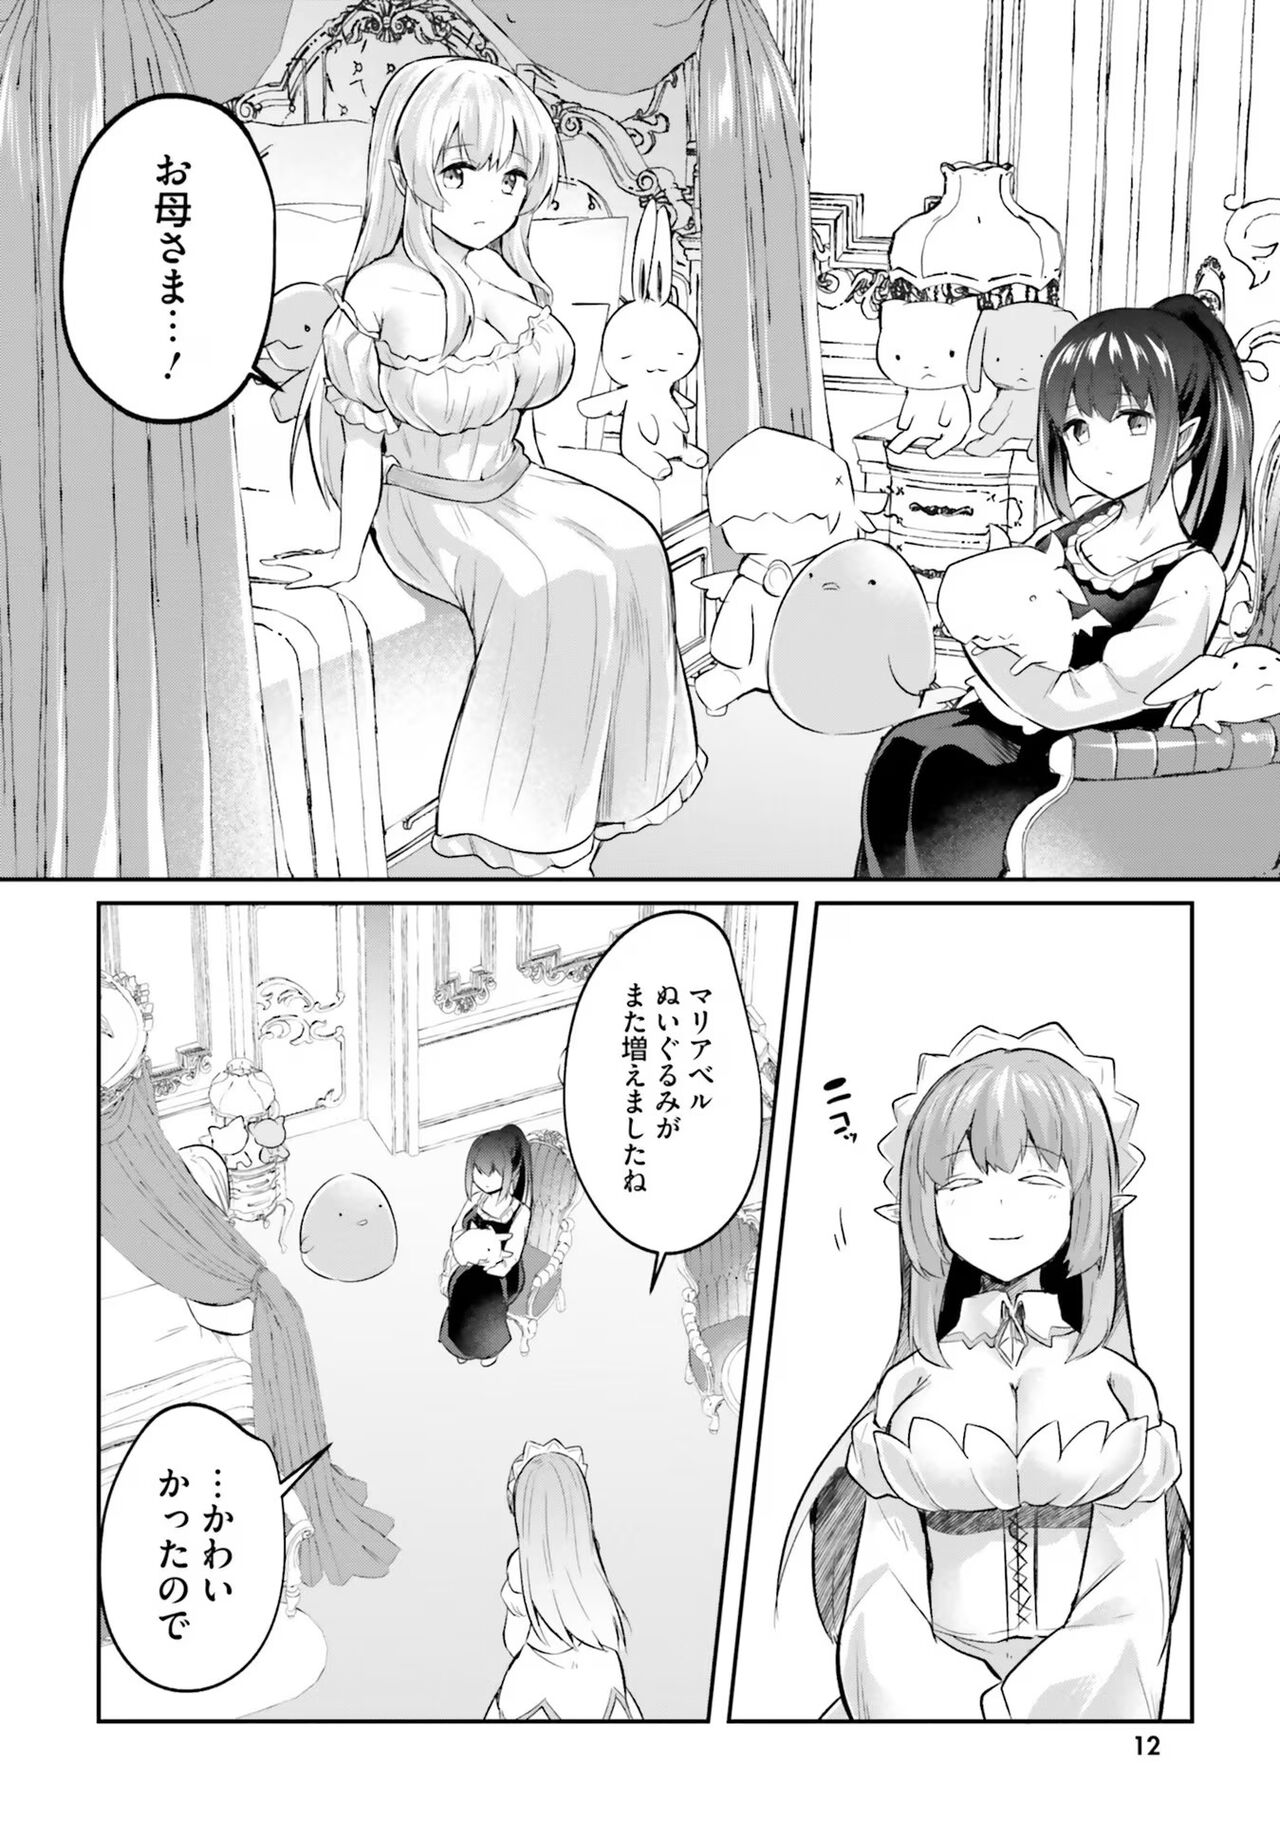 お母さま…！
ニコッ
マリアベル
ぬいぐるみが
また増えましたね
…かわい
かったので
12